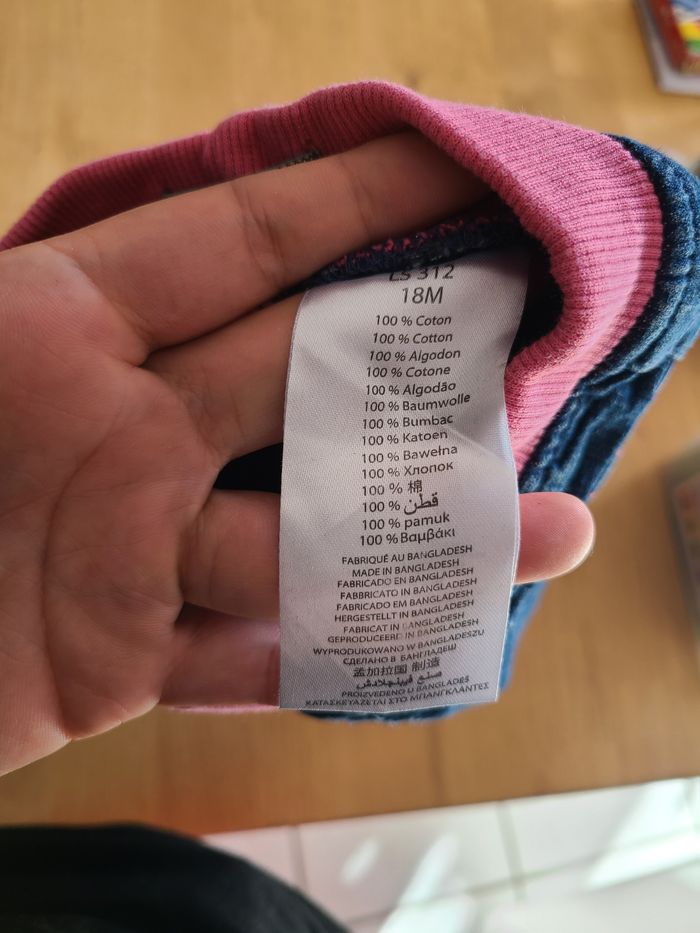 LS 312
18M
100 % Coton
100 % Cotton
100 % Algodon
100 % Cotone
100 % Algodão
100 % Baumwolle
100 % Bumbac
100 % Katoen
100 % Bawełna
100 % Хлопок
100 % 棉
100 % قطن
100 % pamuk
100 % Βαμβάκι
FABRIQUÉ AU BANGLADESH
MADE IN BANGLADESH
FABRICADO EN BANGLADESH
FABBRICATO IN BANGLADESH
FABRICADO EM BANGLADESH
HERGESTELLT IN BANGLADESH
FABRICAT IN BANGLADESH
GEPRODUCEERD IN BANGLADESH
WYPRODUKOWANO W BANGLADESZU
СДЕЛАНО В БАНГЛАДЕШ
孟加拉国 制造
صنع فيبنجلادش
PROIZVEDENO U BANGLADEŠ
ΚΑΤΑΣΚΕΥΑΖΕΤΑΙ ΣΤΟ ΜΠΑΝΓΚΛΑΝΤΕΣ